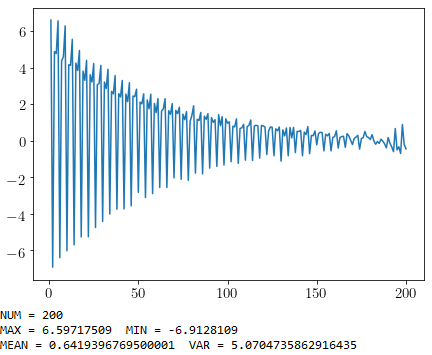 6
4
2
0
−2
−4
−6
0 50 100 150 200
NUM = 200
MAX = 6.59717509 MIN = -6.9128109
MEAN = 0.6419396769500001 VAR = 5.0704735862916435